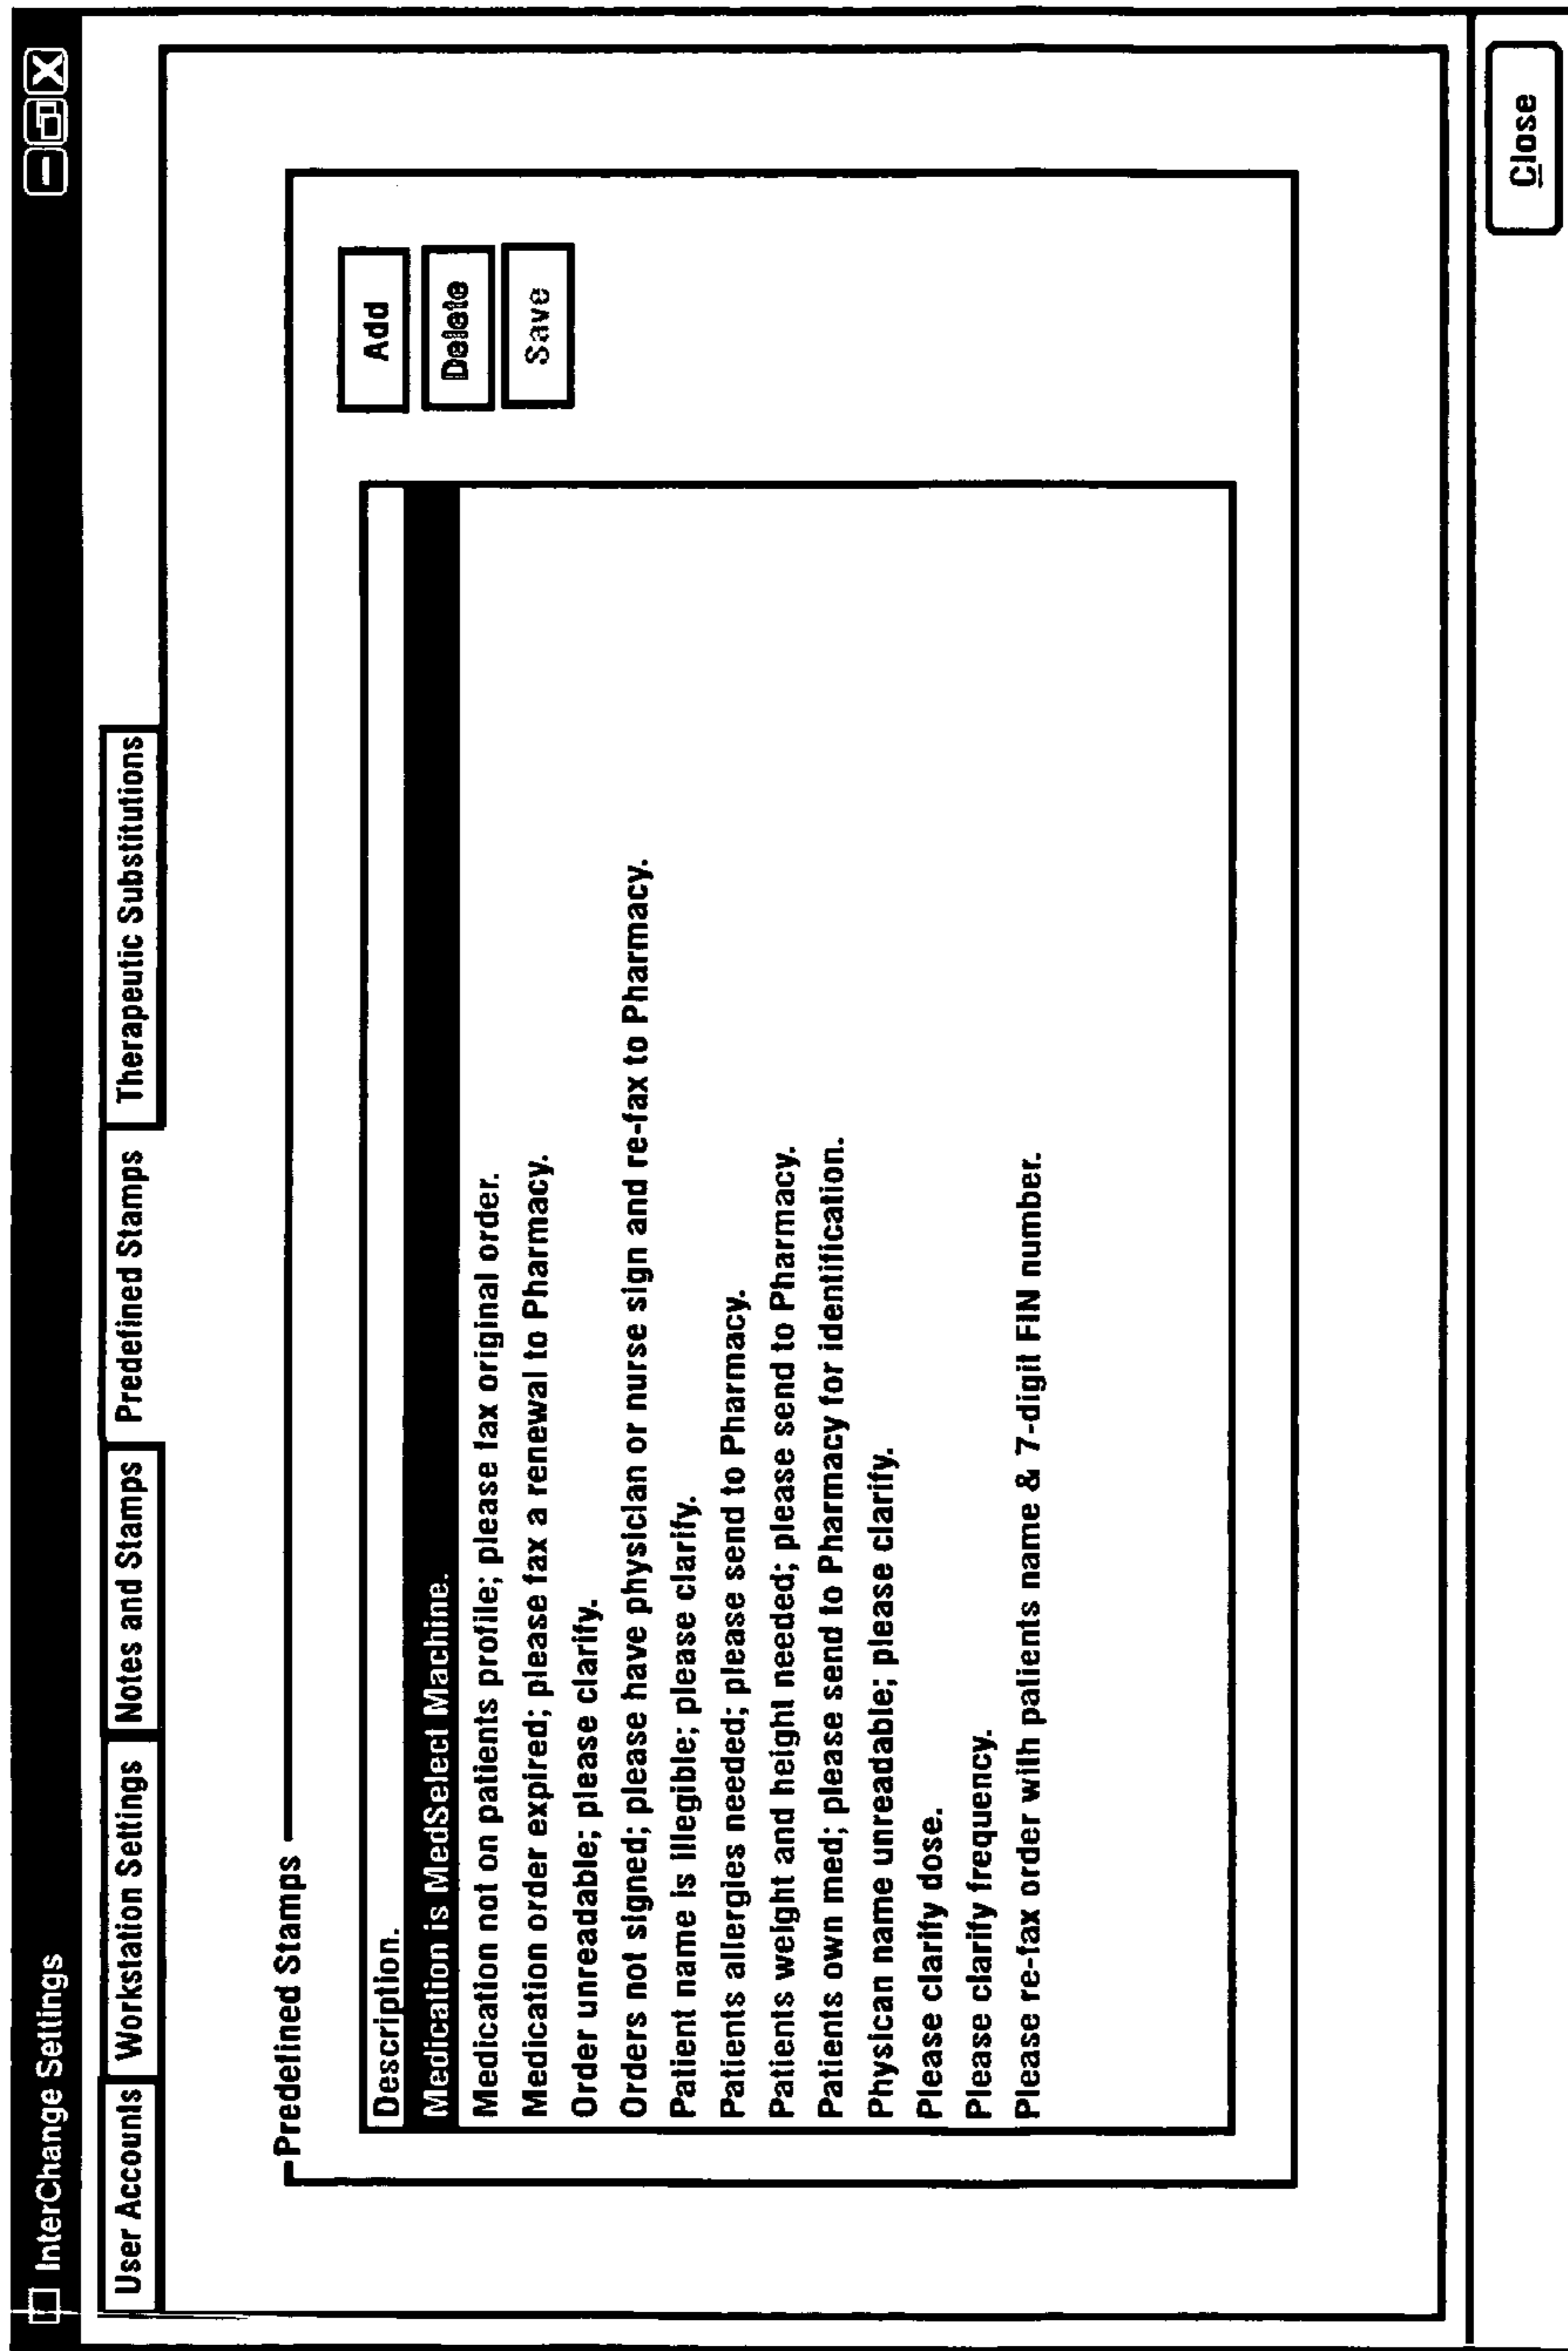 InterChange Settings
User Accounts
Workstation Settings
Notes and Stamps
Predefined Stamps
Therapeutic Substitutions
Predefined Stamps
Description.
Medication is MedSelect Machine.
Medication not on patients profile; please fax original order.
Medication order expired; please fax a renewal to Pharmacy.
Order unreadable; please clarify.
Orders not signed; please have physician or nurse sign and re-fax to Pharmacy.
Patient name is illegible; please clarify.
Patients allergies needed; please send to Pharmacy.
Patients weight and height needed; please send to Pharmacy.
Patients own med; please send to Pharmacy for identification.
Physican name unreadable; please clarify.
Please clarify dose.
Please clarify frequency.
Please re-fax order with patients name & 7-digit FIN number.
Add
Delete
Save
Close